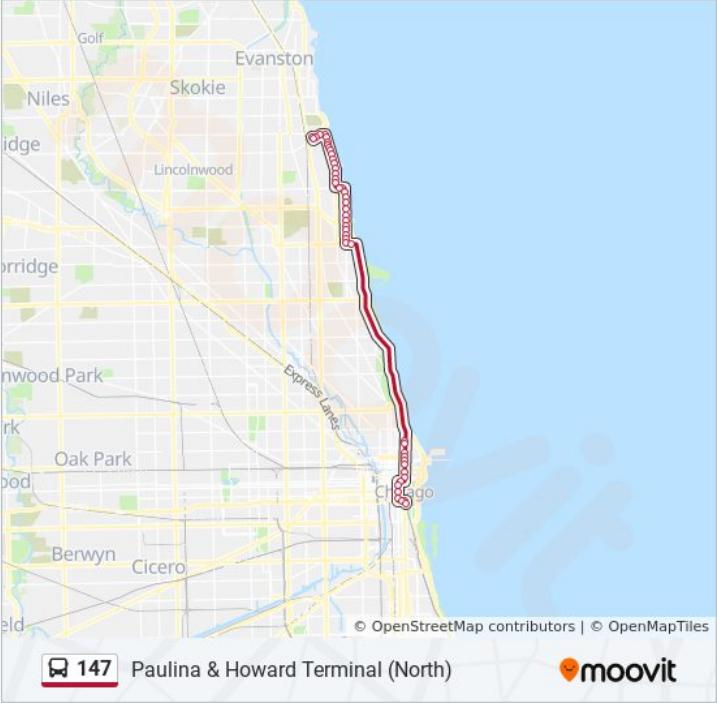 Golf
Evanston
Skokie
Niles
idge
Lincolnwood
orridge
nwood Park
Express Lanes
rk
Oak Park
ood
Chicago
Berwyn
Cicero
eld
© OpenStreetMap contributors | © OpenMapTiles
147 Paulina & Howard Terminal (North)
moovit